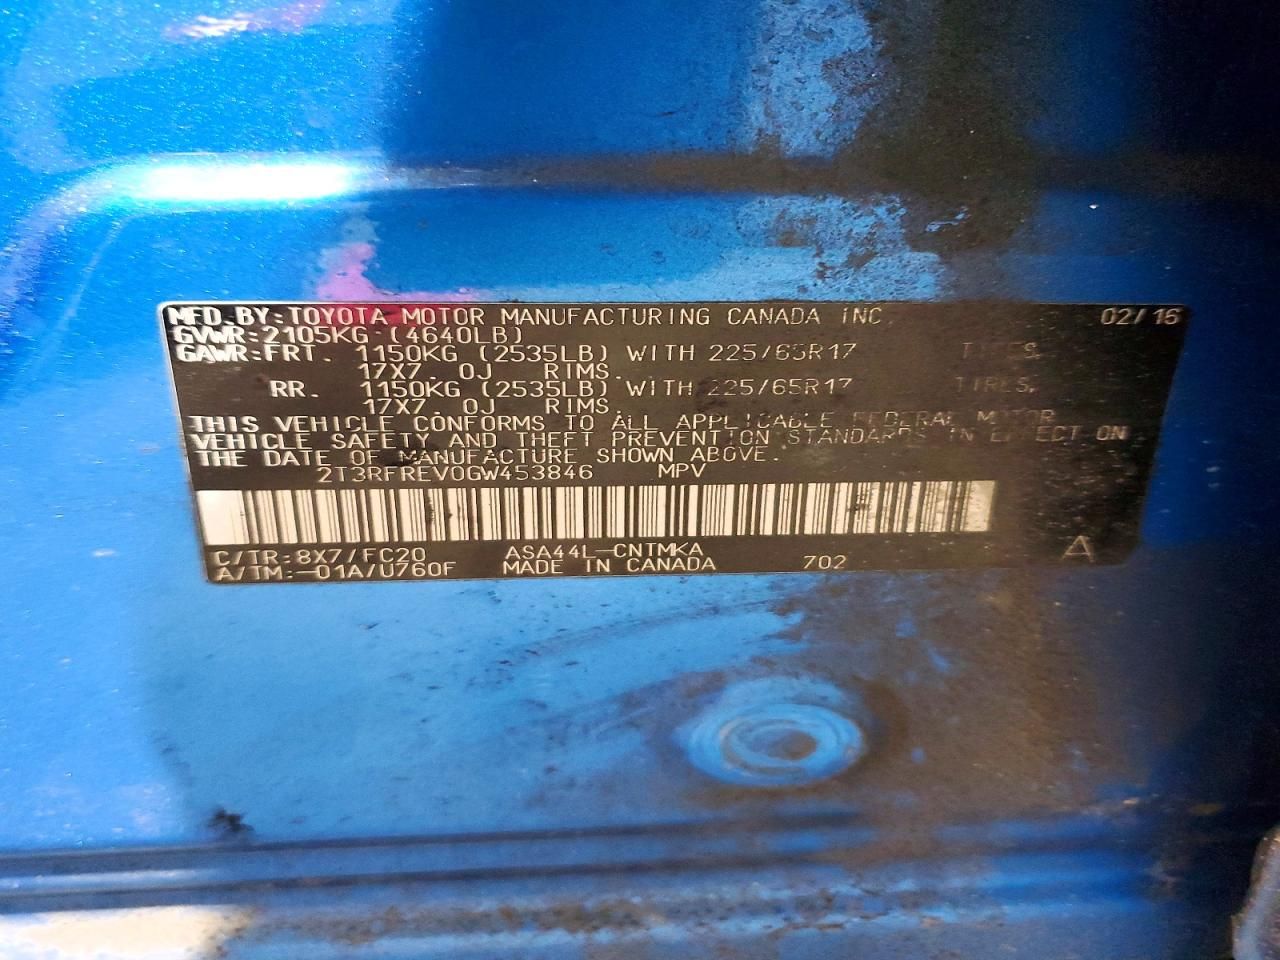 MFD. BY: TOYOTA MOTOR MANUFACTURING CANADA INC. 02/16
GVWR: 2105KG (4640LB)
GAWR: FRT. 1150KG (2535LB) WITH 225/65R17 TIRES,
17X7. 0J RIMS.
RR. 1150KG (2535LB) WITH 225/65R17 TIRES,
17X7. 0J RIMS.
THIS VEHICLE CONFORMS TO ALL APPLICABLE FEDERAL MOTOR
VEHICLE SAFETY AND THEFT PREVENTION STANDARDS IN EFFECT ON
THE DATE OF MANUFACTURE SHOWN ABOVE.
2T3RFREV0GW453846 MPV
C/TR: 8X7/FC20 ASA44L-CNTMKA 702 A
A/TM: -01A/U760F MADE IN CANADA